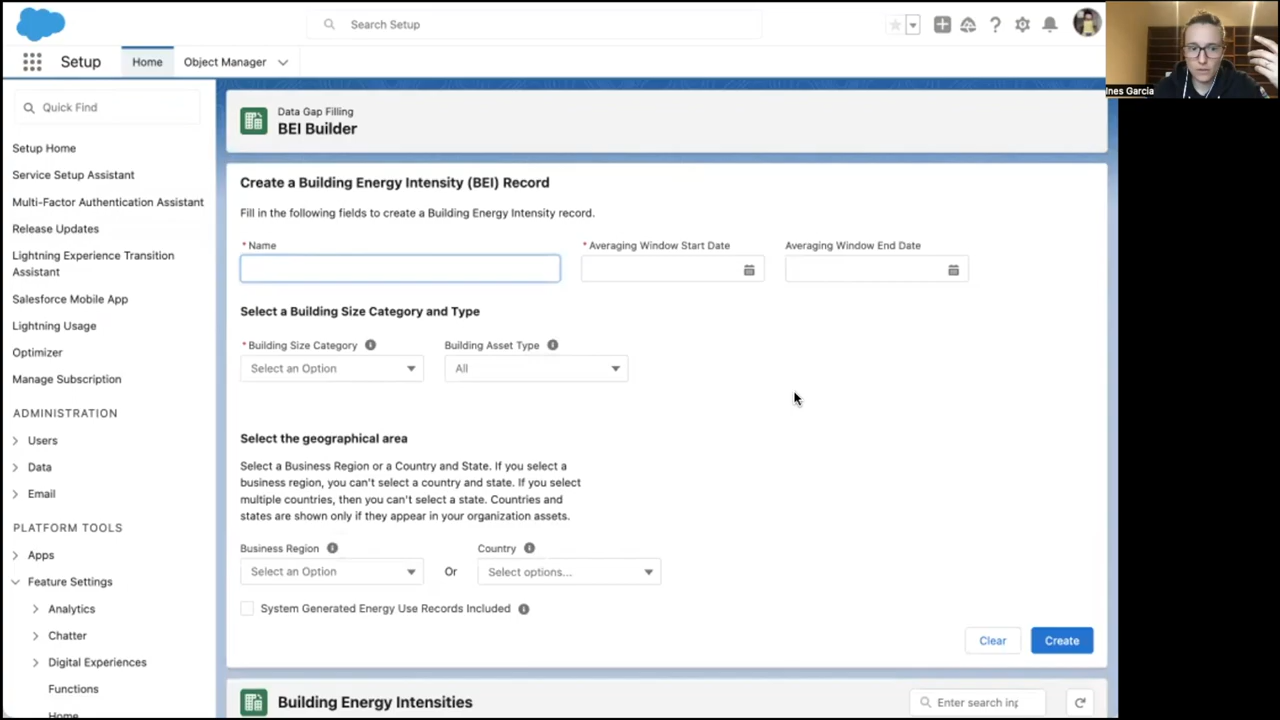 Search Setup
Ines Garcia
Setup
Home
Object Manager
Quick Find
Setup Home
Service Setup Assistant
Multi-Factor Authentication Assistant
Release Updates
Lightning Experience Transition
Assistant
Salesforce Mobile App
Lightning Usage
Optimizer
Manage Subscription
ADMINISTRATION
Users
Data
Email
PLATFORM TOOLS
Apps
Feature Settings
Analytics
Chatter
Digital Experiences
Functions
Home
Data Gap Filling
BEI Builder
Create a Building Energy Intensity (BEI) Record
Fill in the following fields to create a Building Energy Intensity record.
* Name
* Averaging Window Start Date
Averaging Window End Date
Select a Building Size Category and Type
* Building Size Category
Building Asset Type
Select an Option
All
Select the geographical area
Select a Business Region or a Country and State. If you select a
business region, you can't select a country and state. If you select
multiple countries, then you can't select a state. Countries and
states are shown only if they appear in your organization assets.
Business Region
Country
Select an Option
Or
Select options...
System Generated Energy Use Records Included
Clear
Create
Building Energy Intensities
Enter search inp